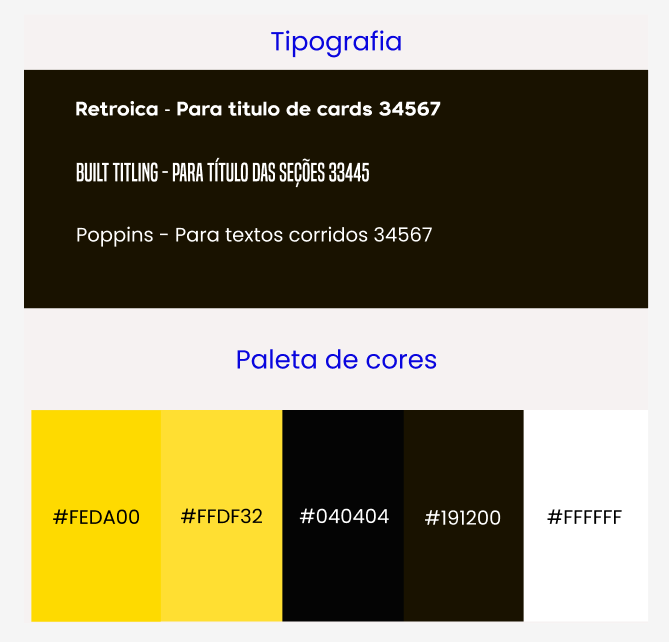 Tipografia
Retroica - Para titulo de cards 34567
BUILT TITLING - PARA TÍTULO DAS SEÇÕES 33445
Poppins - Para textos corridos 34567
Paleta de cores
#FEDA00 #FFDF32 #040404 #191200 #FFFFFF